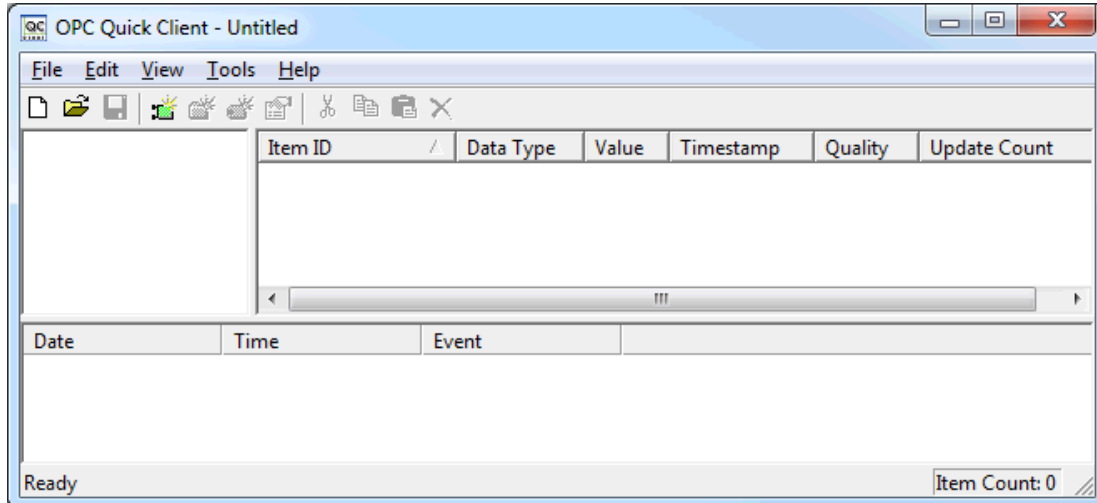 OPC Quick Client - Untitled
File Edit View Tools Help
Item ID Data Type Value Timestamp Quality Update Count
Date Time Event
Ready Item Count: 0